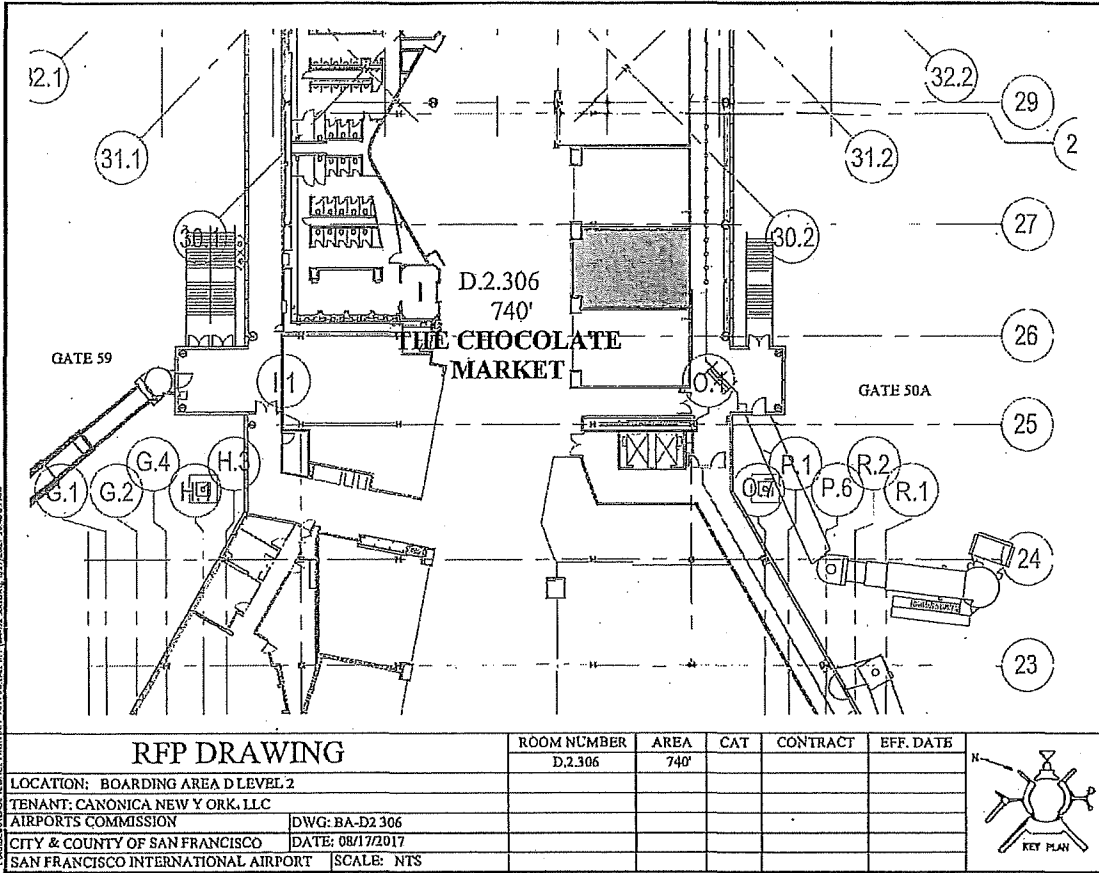 32.1
32.2
29
31.1
31.2
2
30.1
30.2
27
D.2.306
740'
THE CHOCOLATE
MARKET
26
GATE 59
GATE 50A
25
G.1
G.2
G.4
H.3
P.1
P.6
R.2
R.1
24
23
RFP DRAWING
ROOM NUMBER AREA CAT CONTRACT EFF. DATE
D.2.306 740'
LOCATION: BOARDING AREA D LEVEL 2
TENANT: CANONICA NEW YORK, LLC
AIRPORTS COMMISSION DWG: BA-D2 306
CITY & COUNTY OF SAN FRANCISCO DATE: 08/17/2017
SAN FRANCISCO INTERNATIONAL AIRPORT SCALE: NTS
N
KEY PLAN